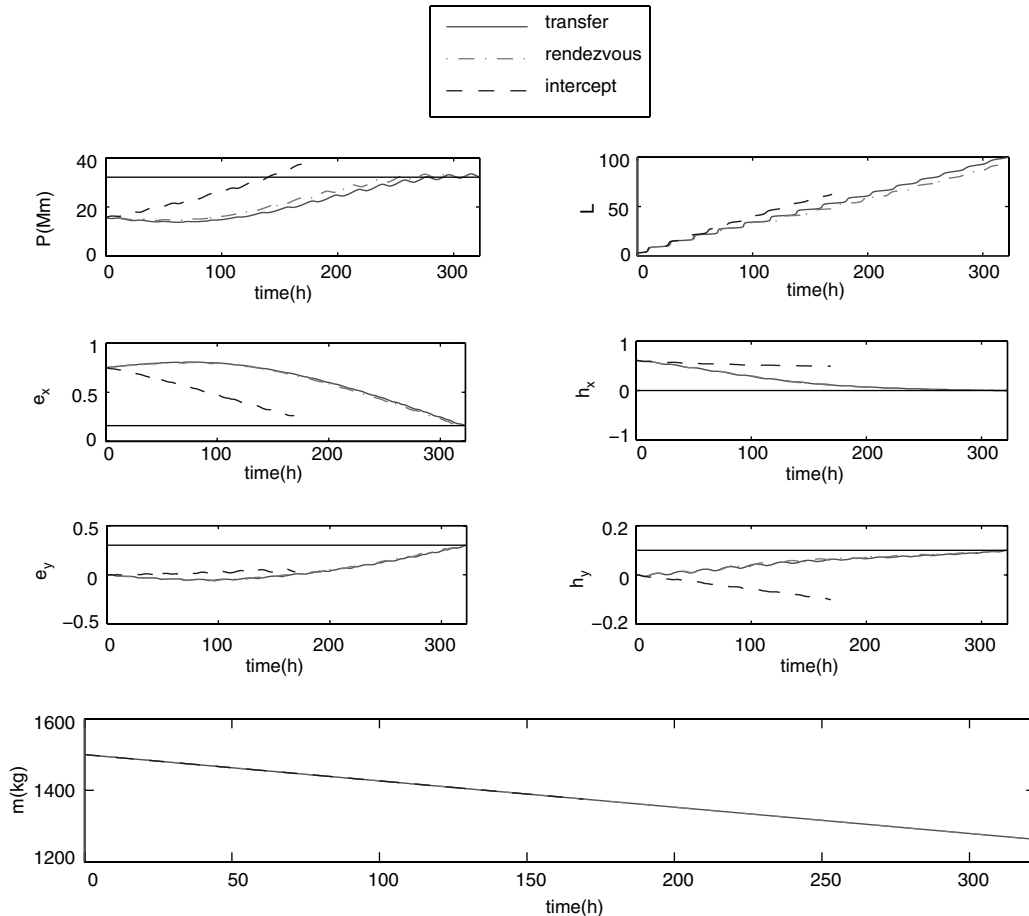 transfer
rendezvous
intercept
40
20
0
P(Mm)
0 100 200 300
time(h)
100
50
0
L
0 100 200 300
time(h)
1
0.5
0
e_x
0 100 200 300
time(h)
1
0
−1
h_x
0 100 200 300
time(h)
0.5
0
−0.5
e_y
0 100 200 300
time(h)
0.2
0
−0.2
h_y
0 100 200 300
time(h)
1600
1400
1200
m(kg)
0 50 100 150 200 250 300
time(h)